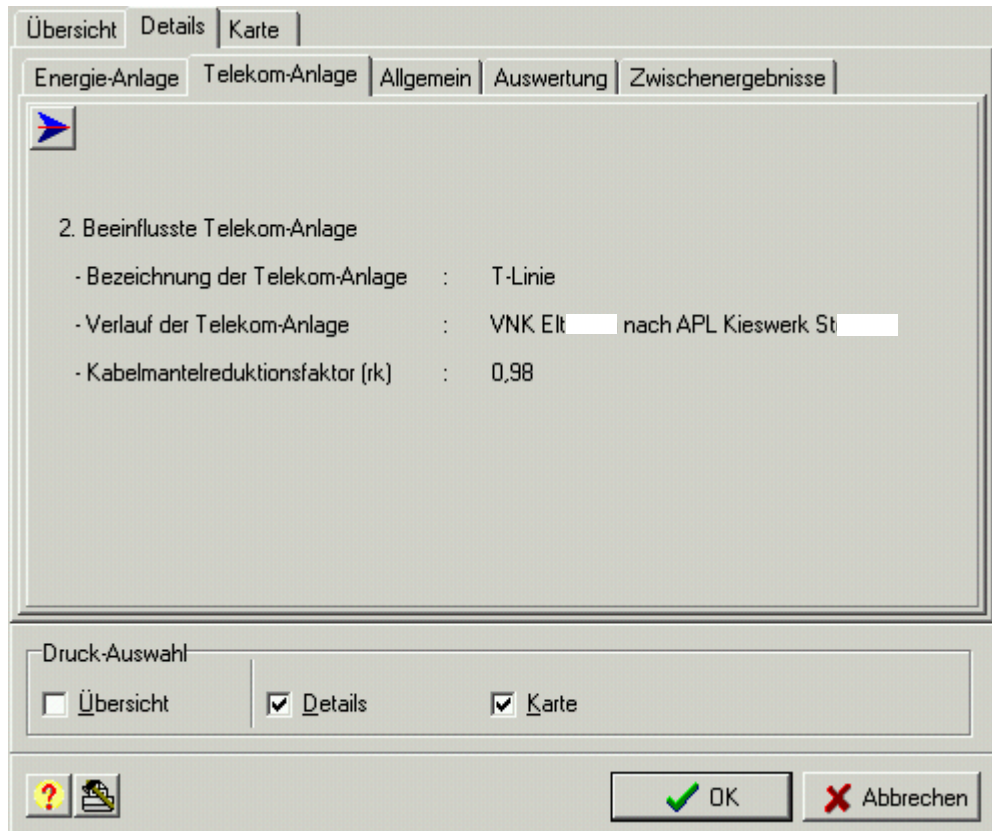 Übersicht Details Karte
Energie-Anlage Telekom-Anlage Allgemein Auswertung Zwischenergebnisse
2. Beeinflusste Telekom-Anlage
- Bezeichnung der Telekom-Anlage : T-Linie
- Verlauf der Telekom-Anlage : VNK Elt nach APL Kieswerk St
- Kabelmantelreduktionsfaktor (rk) : 0,98
Druck-Auswahl
Übersicht Details Karte
? OK Abbrechen